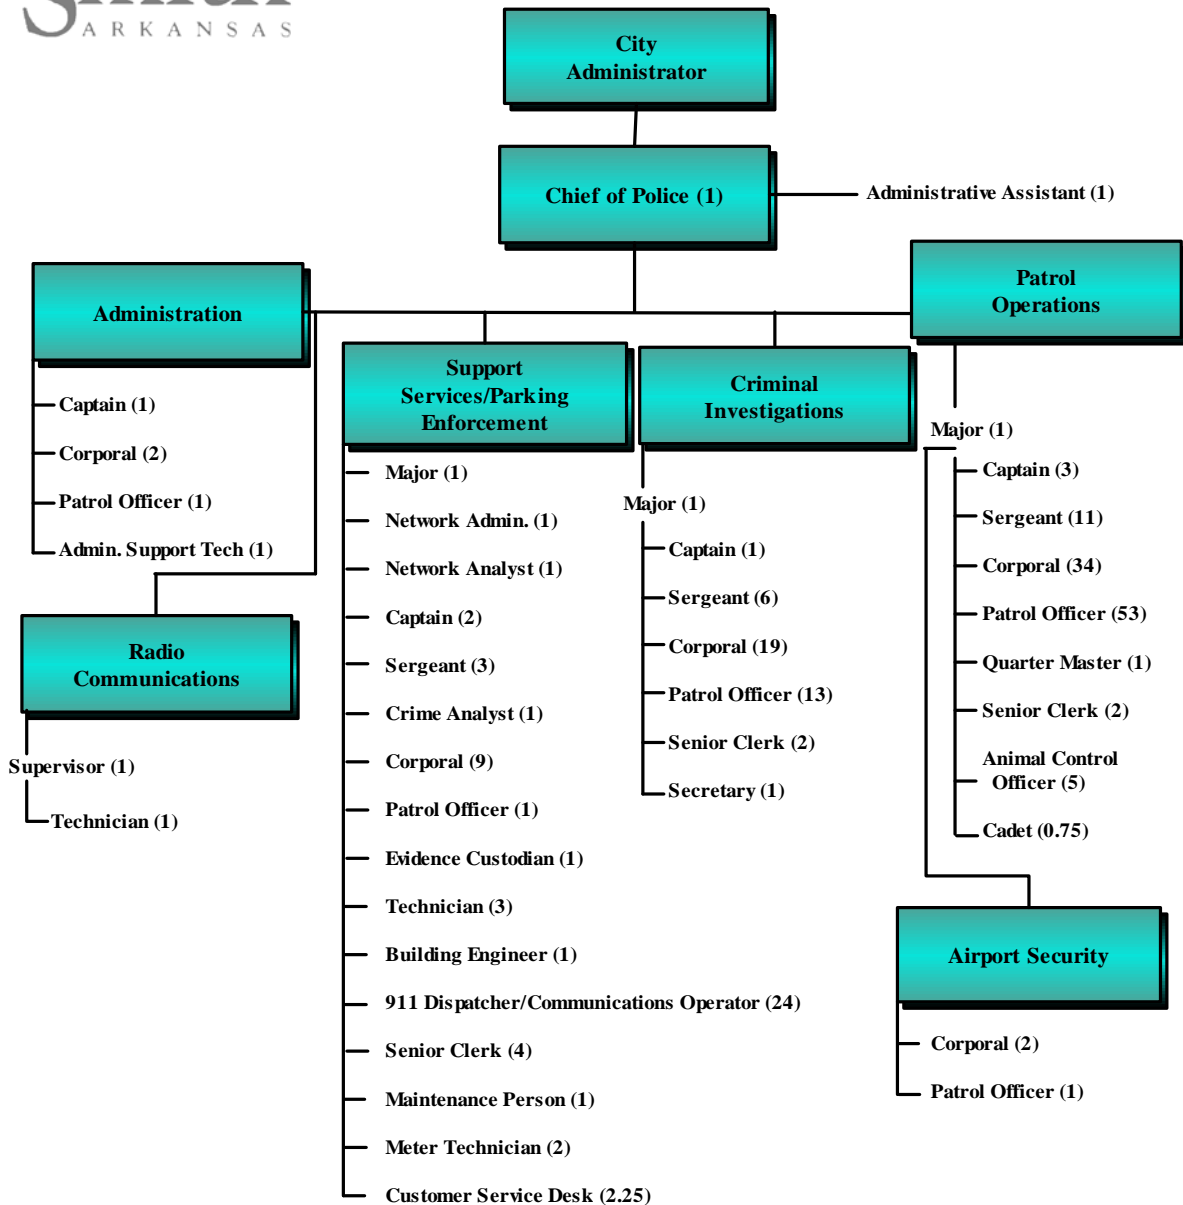 ARKANSAS
City
Administrator
Chief of Police (1)
Administrative Assistant (1)
Administration
Captain (1)
Corporal (2)
Patrol Officer (1)
Admin. Support Tech (1)
Radio
Communications
Supervisor (1)
Technician (1)
Support
Services/Parking
Enforcement
Major (1)
Network Admin. (1)
Network Analyst (1)
Captain (2)
Sergeant (3)
Crime Analyst (1)
Corporal (9)
Patrol Officer (1)
Evidence Custodian (1)
Technician (3)
Building Engineer (1)
911 Dispatcher/Communications Operator (24)
Senior Clerk (4)
Maintenance Person (1)
Meter Technician (2)
Customer Service Desk (2.25)
Criminal
Investigations
Major (1)
Captain (1)
Sergeant (6)
Corporal (19)
Patrol Officer (13)
Senior Clerk (2)
Secretary (1)
Patrol
Operations
Major (1)
Captain (3)
Sergeant (11)
Corporal (34)
Patrol Officer (53)
Quarter Master (1)
Senior Clerk (2)
Animal Control
Officer (5)
Cadet (0.75)
Airport Security
Corporal (2)
Patrol Officer (1)